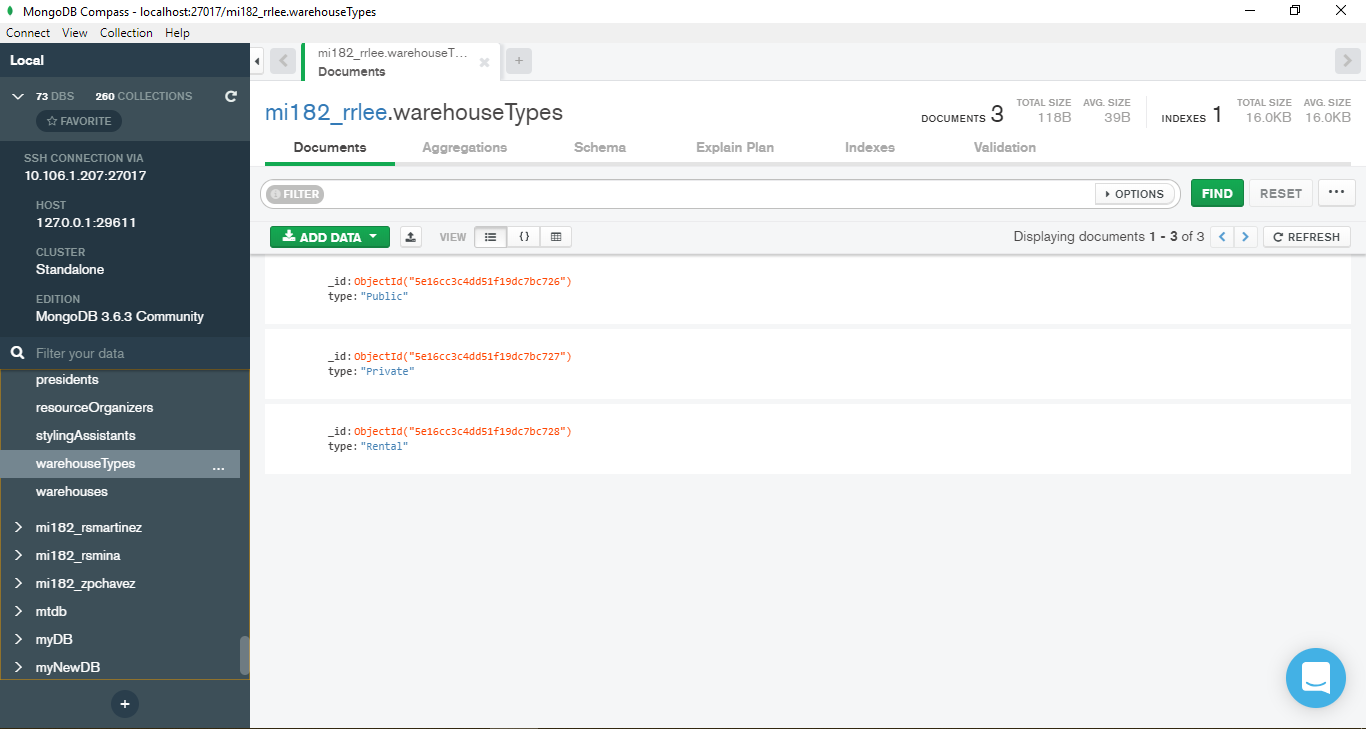 MongoDB Compass - localhost:27017/mi182_rrlee.warehouseTypes
Connect View Collection Help
Local
73 DBS 260 COLLECTIONS
FAVORITE
SSH CONNECTION VIA
10.106.1.207:27017
HOST
127.0.0.1:29611
CLUSTER
Standalone
EDITION
MongoDB 3.6.3 Community
Filter your data
presidents
resourceOrganizers
stylingAssistants
warehouseTypes ...
warehouses
mi182_rsmartinez
mi182_rsmina
mi182_zpchavez
mtdb
myDB
myNewDB
+
mi182_rrlee.warehouseT...
Documents
+
mi182_rrlee.warehouseTypes
DOCUMENTS 3 TOTAL SIZE 118B AVG. SIZE 39B INDEXES 1 TOTAL SIZE 16.0KB AVG. SIZE 16.0KB
Documents Aggregations Schema Explain Plan Indexes Validation
FILTER OPTIONS FIND RESET ...
ADD DATA VIEW {} Displaying documents 1 - 3 of 3 REFRESH
_id: ObjectId("5e16cc3c4dd51f19dc7bc726")
type: "Public"
_id: ObjectId("5e16cc3c4dd51f19dc7bc727")
type: "Private"
_id: ObjectId("5e16cc3c4dd51f19dc7bc728")
type: "Rental"